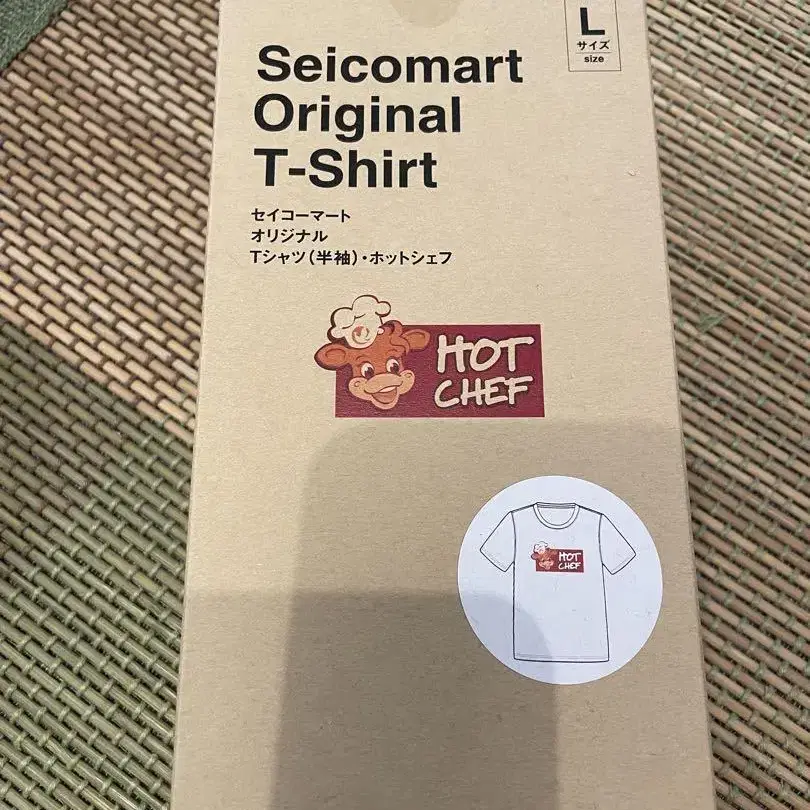 L
サイズ
size
Seicomart
Original
T-Shirt
セイコーマート
オリジナル
Tシャツ(半袖)・ホットシェフ
HOT
CHEF
HOT
CHEF